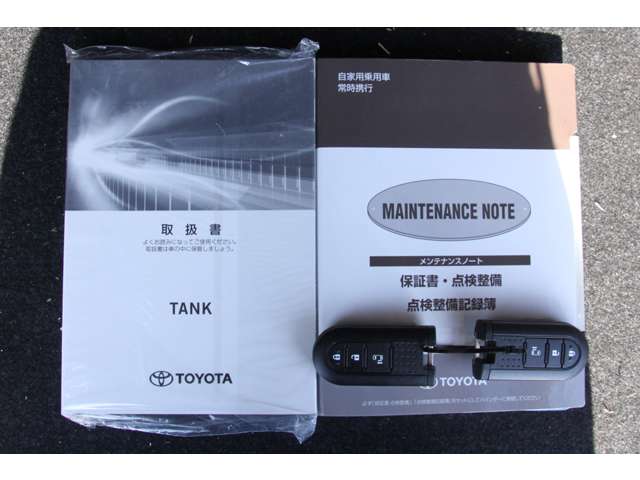 取扱書
よくお読みになってご使用ください。
取扱書は車の中に保管しましょう。
TANK
TOYOTA
自家用乗用車
常時携行
MAINTENANCE NOTE
メンテナンスノート
保証書・点検整備
点検整備記録簿
TOYOTA